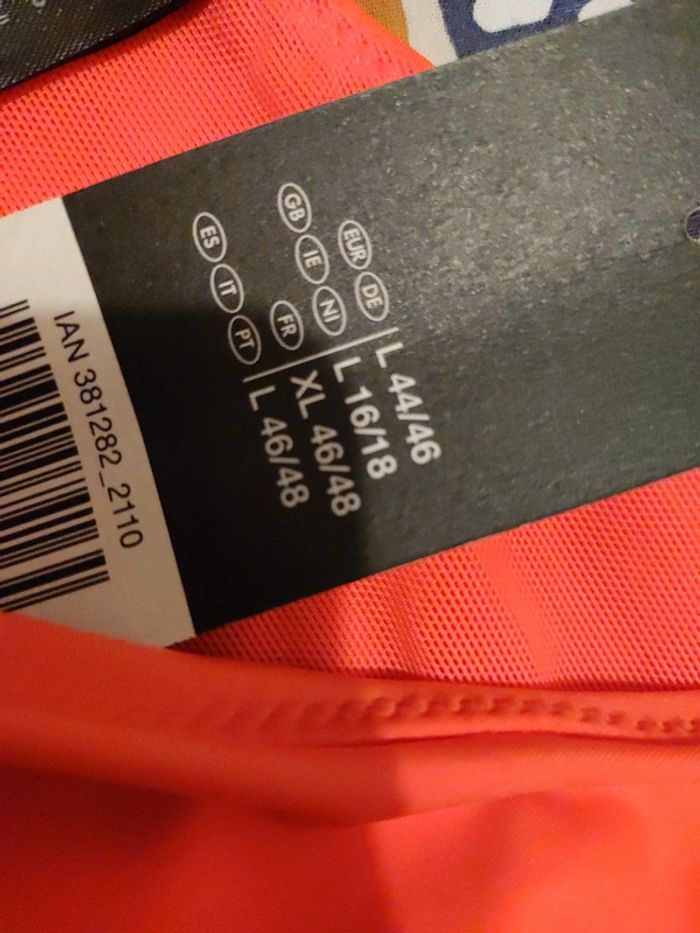 EUR DE L 44/46
GB IE NI L 16/18
FR XL 46/48
ES IT PT L 46/48
IAN 381282_2110